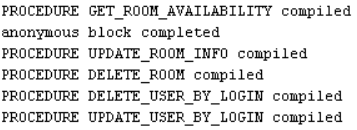 PROCEDURE GET_ROOM_AVAILABILITY compiled
anonymous block completed
PROCEDURE UPDATE_ROOM_INFO compiled
PROCEDURE DELETE_ROOM compiled
PROCEDURE DELETE_USER_BY_LOGIN compiled
PROCEDURE UPDATE_USER_BY_LOGIN compiled